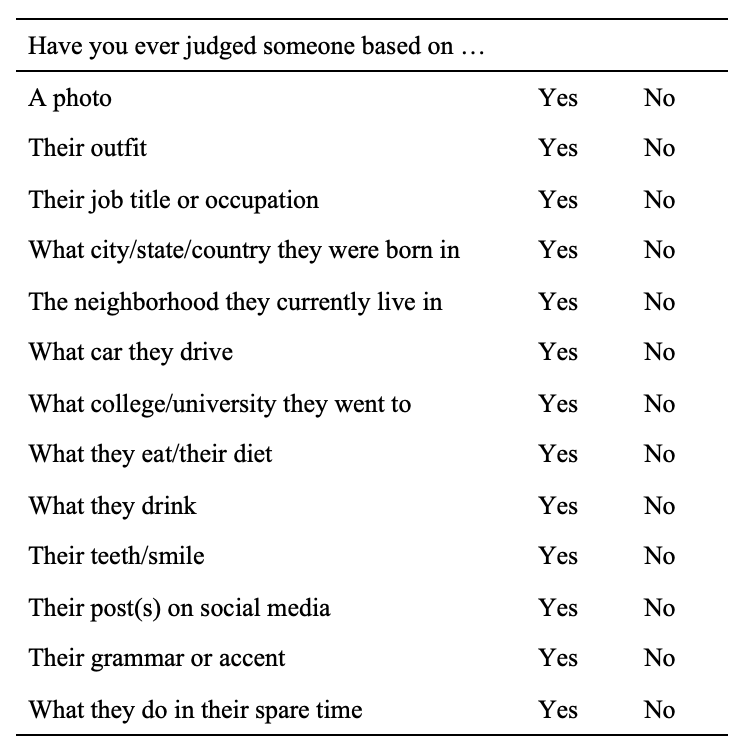 Have you ever judged someone based on …
A photo Yes No
Their outfit Yes No
Their job title or occupation Yes No
What city/state/country they were born in Yes No
The neighborhood they currently live in Yes No
What car they drive Yes No
What college/university they went to Yes No
What they eat/their diet Yes No
What they drink Yes No
Their teeth/smile Yes No
Their post(s) on social media Yes No
Their grammar or accent Yes No
What they do in their spare time Yes No